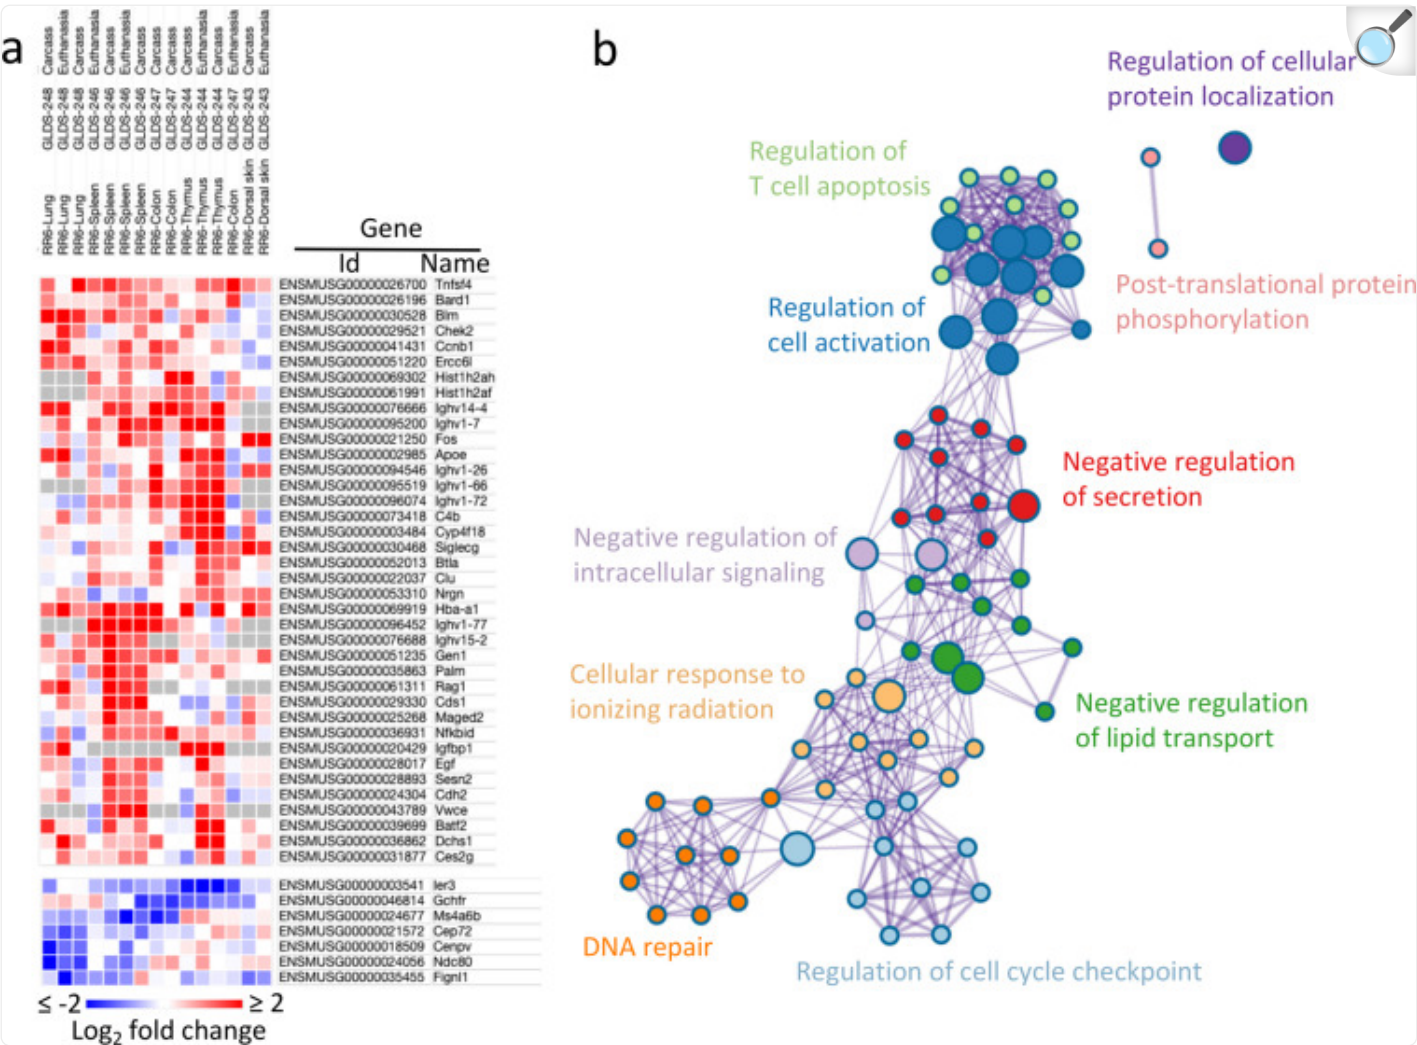 a
Carcass
Euthanasia
Carcass
Euthanasia
Carcass
Euthanasia
Carcass
Carcass
Carcass
Carcass
Euthanasia
Carcass
Euthanasia
Carcass
Euthanasia
GLDS-248
GLDS-248
GLDS-248
GLDS-246
GLDS-246
GLDS-246
GLDS-246
GLDS-247
GLDS-247
GLDS-244
GLDS-244
GLDS-244
GLDS-247
GLDS-243
GLDS-243
RR6-Lung
RR6-Lung
RR6-Lung
RR6-Spleen
RR6-Spleen
RR6-Spleen
RR6-Spleen
RR6-Colon
RR6-Colon
RR6-Thymus
RR6-Thymus
RR6-Thymus
RR6-Colon
RR6-Dorsal skin
RR6-Dorsal skin
Gene
Id Name
ENSMUSG00000026700 Tnfsf4
ENSMUSG00000026196 Bard1
ENSMUSG00000030528 Blm
ENSMUSG00000029521 Chek2
ENSMUSG00000041431 Ccnb1
ENSMUSG00000051220 Ercc6l
ENSMUSG00000069302 Hist1h2ah
ENSMUSG00000061991 Hist1h2af
ENSMUSG00000076666 Ighv14-4
ENSMUSG00000095200 Ighv1-7
ENSMUSG00000021250 Fos
ENSMUSG00000002985 Apoe
ENSMUSG00000094546 Ighv1-26
ENSMUSG00000095519 Ighv1-66
ENSMUSG00000096074 Ighv1-72
ENSMUSG00000073418 C4b
ENSMUSG00000003484 Cyp4f18
ENSMUSG00000030468 Siglecg
ENSMUSG00000052013 Btla
ENSMUSG00000022037 Clu
ENSMUSG00000053310 Nrgn
ENSMUSG00000069919 Hba-a1
ENSMUSG00000096452 Ighv1-77
ENSMUSG00000076688 Ighv15-2
ENSMUSG00000051235 Gen1
ENSMUSG00000035863 Palm
ENSMUSG00000061311 Rag1
ENSMUSG00000029330 Cds1
ENSMUSG00000025268 Maged2
ENSMUSG00000036931 Nfkbid
ENSMUSG00000020429 Igfbp1
ENSMUSG00000028017 Egf
ENSMUSG00000028893 Sesn2
ENSMUSG00000024304 Cdh2
ENSMUSG00000043789 Vwce
ENSMUSG00000039699 Batf2
ENSMUSG00000036862 Dchs1
ENSMUSG00000031877 Ces2g
ENSMUSG00000003541 Ier3
ENSMUSG00000046814 Gchfr
ENSMUSG00000024677 Ms4a6b
ENSMUSG00000021572 Cep72
ENSMUSG00000018509 Cenpv
ENSMUSG00000024056 Ndc80
ENSMUSG00000035455 Fignl1
≤ -2 ≥ 2
Log₂ fold change
b
Regulation of cellular
protein localization
Regulation of
T cell apoptosis
Post-translational protein
phosphorylation
Regulation of
cell activation
Negative regulation
of secretion
Negative regulation of
intracellular signaling
Cellular response to
ionizing radiation
Negative regulation
of lipid transport
DNA repair
Regulation of cell cycle checkpoint